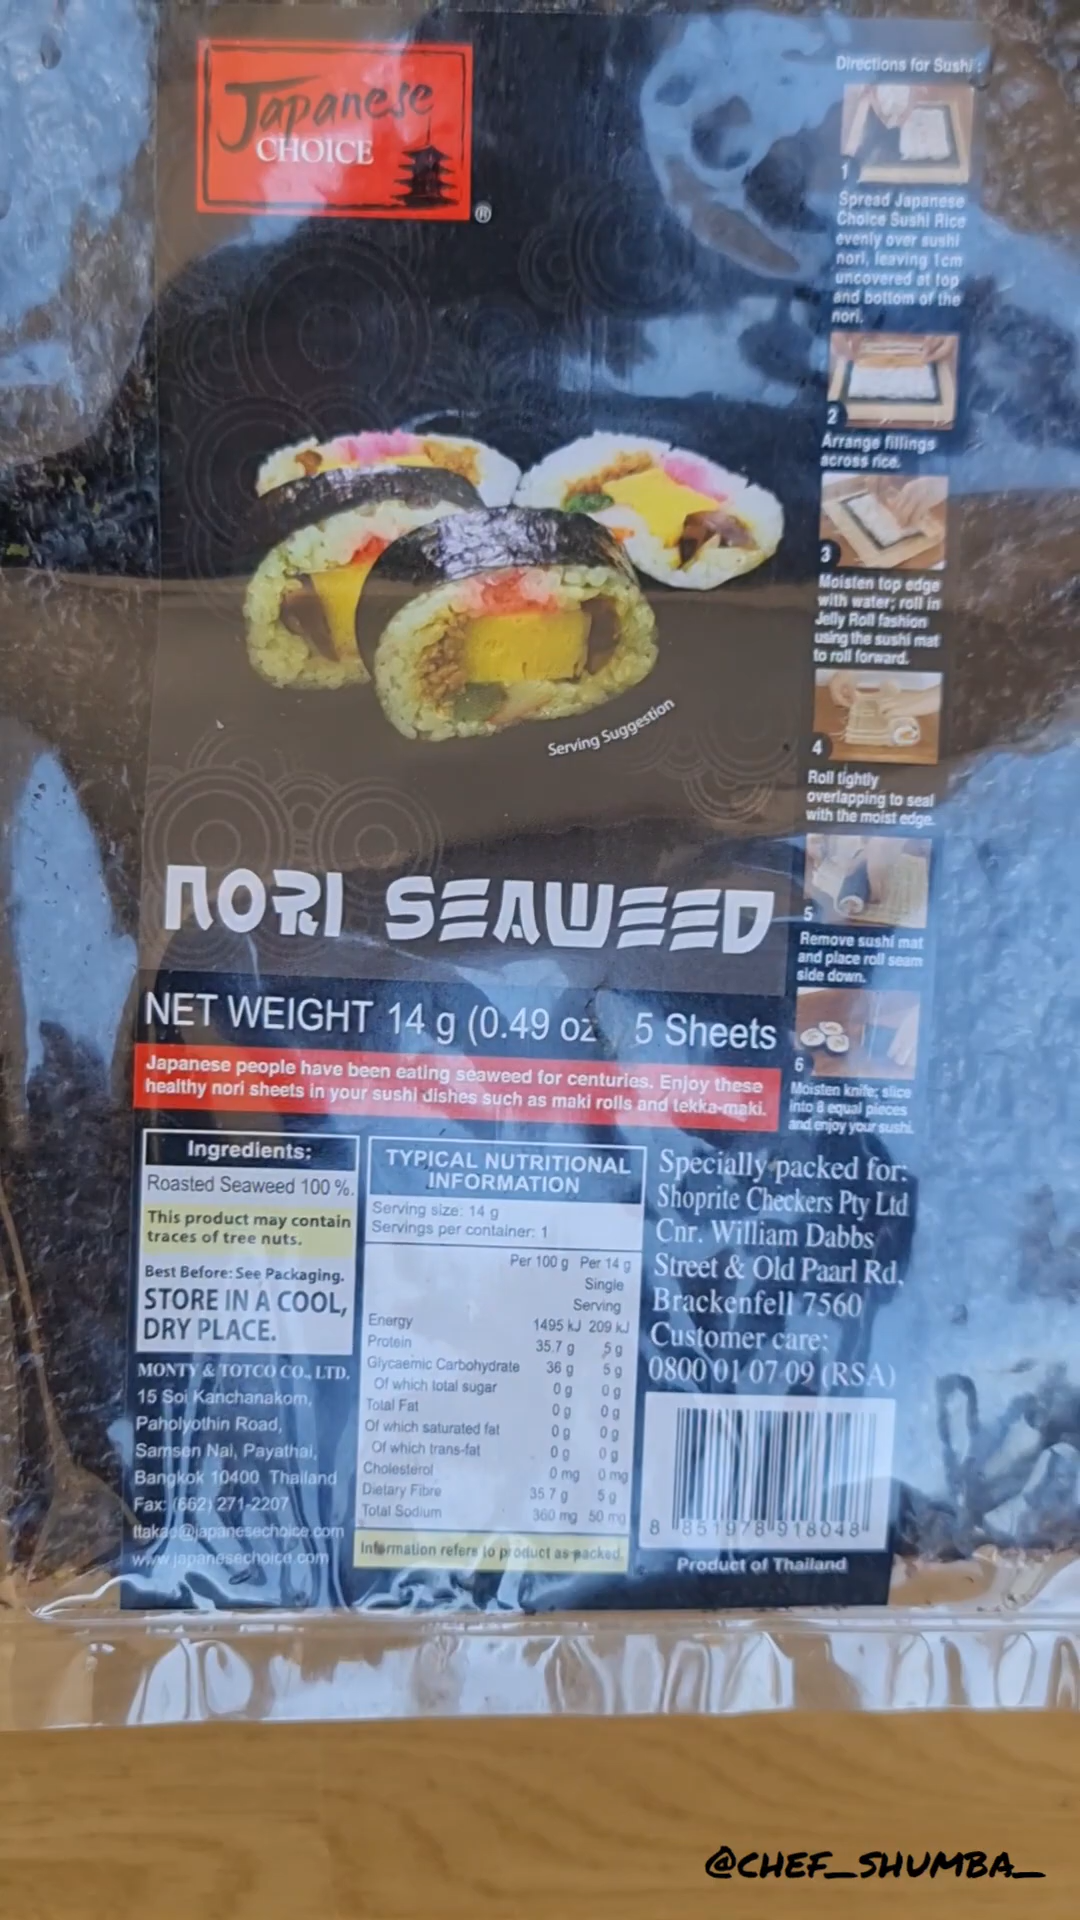 Japanese
CHOICE
®
Directions for Sushi :
1
Spread Japanese
Choice Sushi Rice
evenly over sushi
nori, leaving 1cm
uncovered at top
and bottom of the
nori.
2
Arrange fillings
across rice.
3
Moisten top edge
with water; roll in
Jelly Roll fashion
using the sushi mat
to roll forward.
4
Roll tightly
overlapping to seal
with the moist edge.
5
Remove sushi mat
and place roll seam
side down.
6
Moisten knife; slice
into 8 equal pieces
and enjoy your sushi.
Serving Suggestion
NORI SEAWEED
NET WEIGHT 14 g (0.49 oz 5 Sheets
Japanese people have been eating seaweed for centuries. Enjoy these
healthy nori sheets in your sushi dishes such as maki rolls and tekka-maki.
Ingredients:
Roasted Seaweed 100 %.
This product may contain
traces of tree nuts.
Best Before: See Packaging.
STORE IN A COOL,
DRY PLACE.
MONTY & TOTCO CO., LTD.
15 Soi Kanchanakom,
Paholyothin Road,
Samsen Nai, Payathai,
Bangkok 10400 Thailand
Fax: (662) 271-2207
@japanesechoice.com
www.japanesechoice.com
TYPICAL NUTRITIONAL
INFORMATION
Serving size: 14 g
Servings per container: 1
Per 100 g Per 14 g
Single
Serving
Energy 1495 kJ 209 kJ
Protein 35.7 g 5 g
Glycaemic Carbohydrate 36 g 5 g
Of which total sugar 0 g 0 g
Total Fat 0 g 0 g
Of which saturated fat 0 g 0 g
Of which trans-fat 0 g 0 g
Cholesterol 0 mg 0 mg
Dietary Fibre 35.7 g 5 g
Total Sodium 360 mg 50 mg
Information refers to product as packed.
Specially packed for:
Shoprite Checkers Pty Ltd
Cnr. William Dabbs
Street & Old Paarl Rd,
Brackenfell 7560
Customer care:
0800 01 07 09 (RSA)
8 851978 918048
Product of Thailand
@CHEF_SHUMBA_